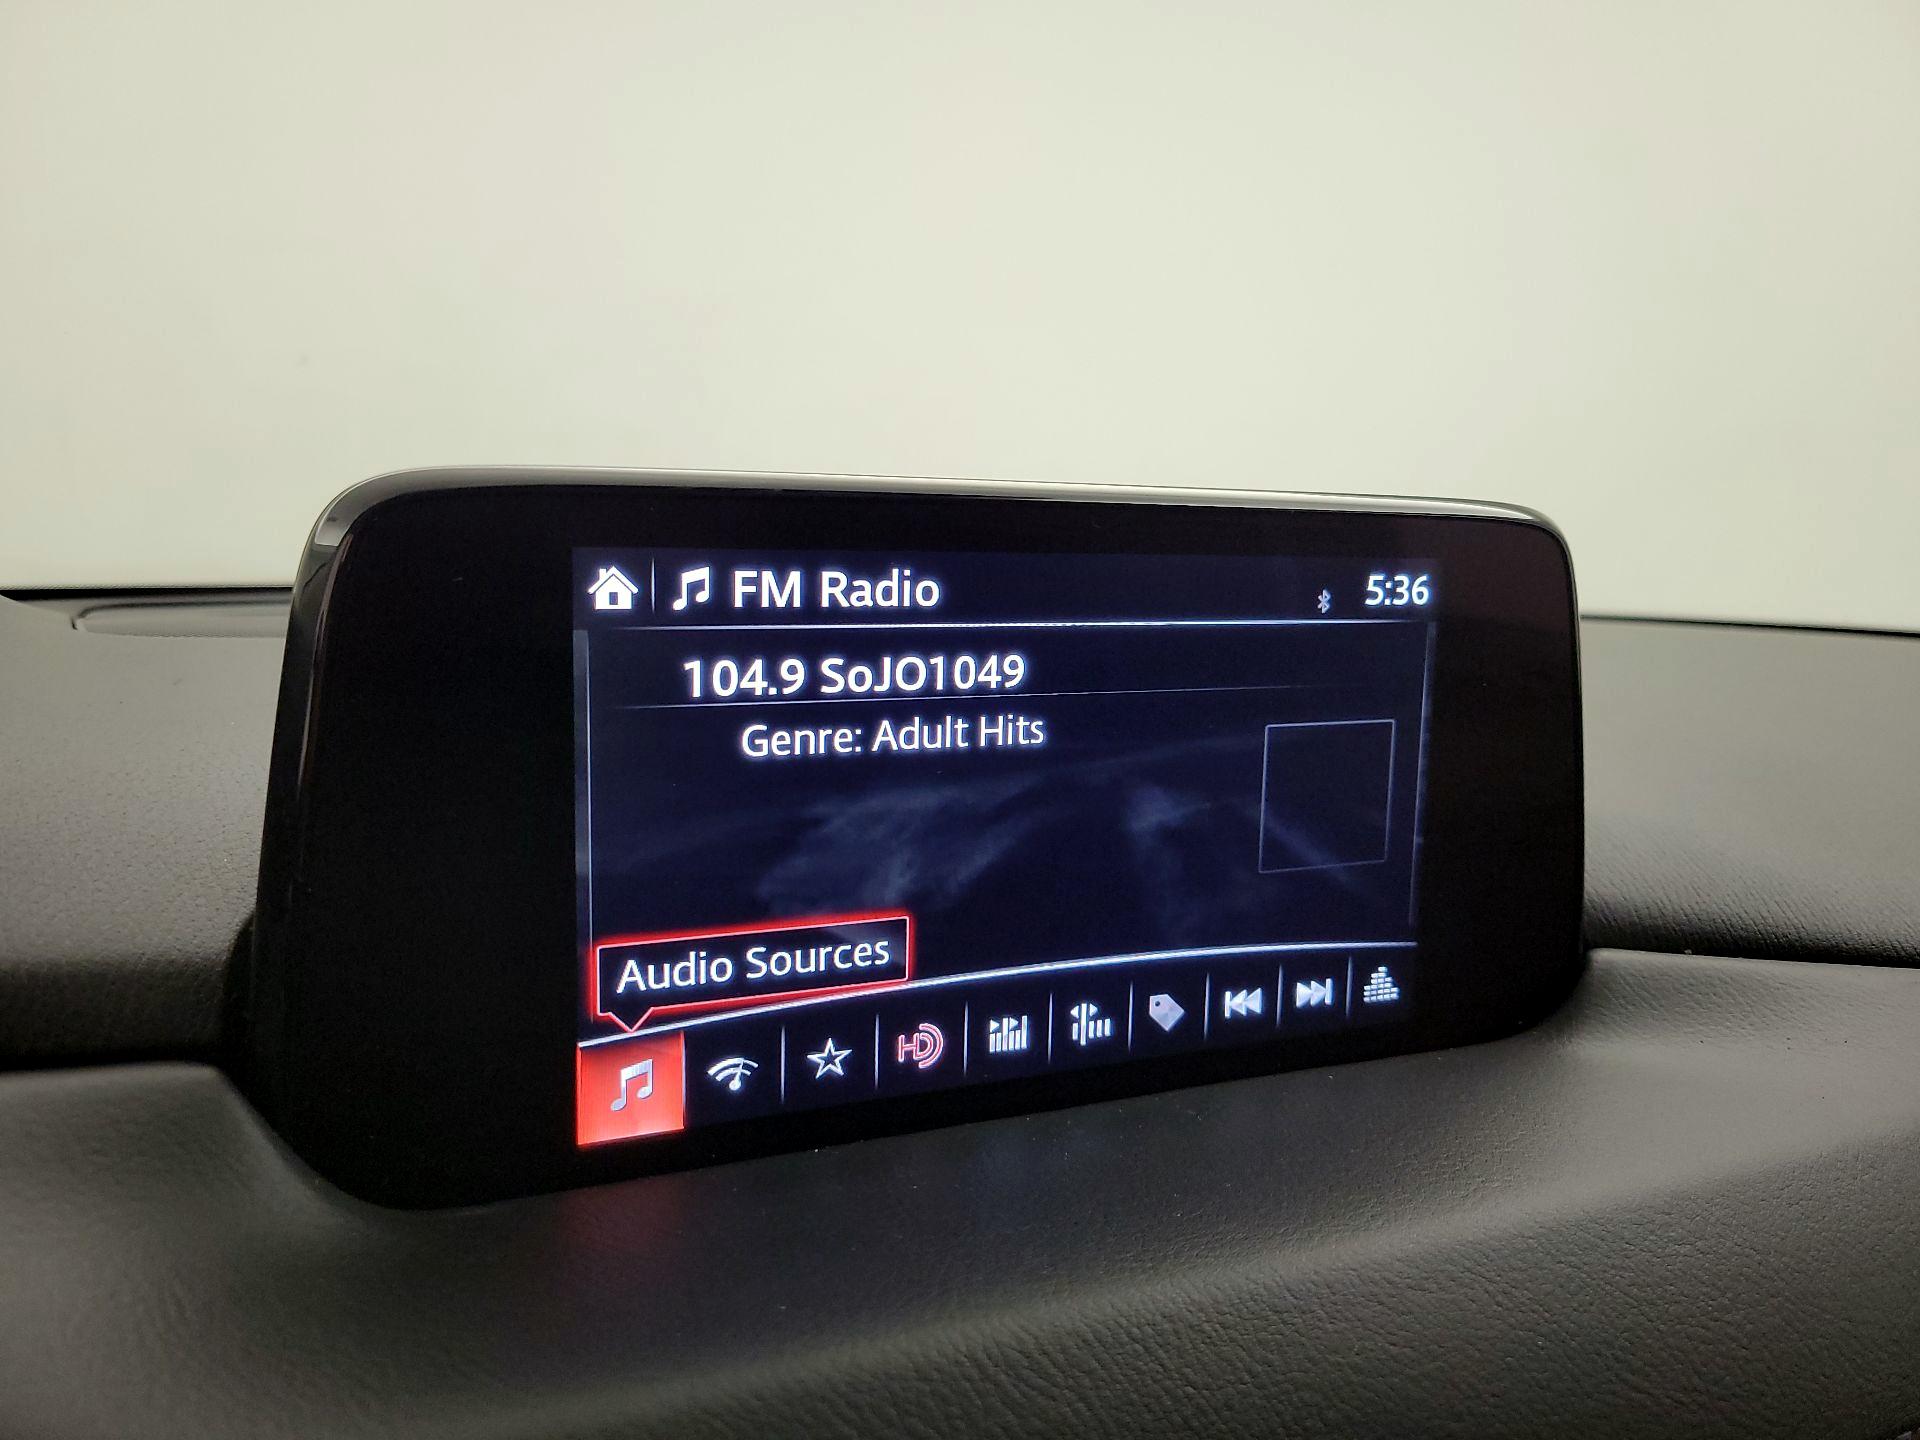 FM Radio
5:36
104.9 SoJO1049
Genre: Adult Hits
Audio Sources
HD